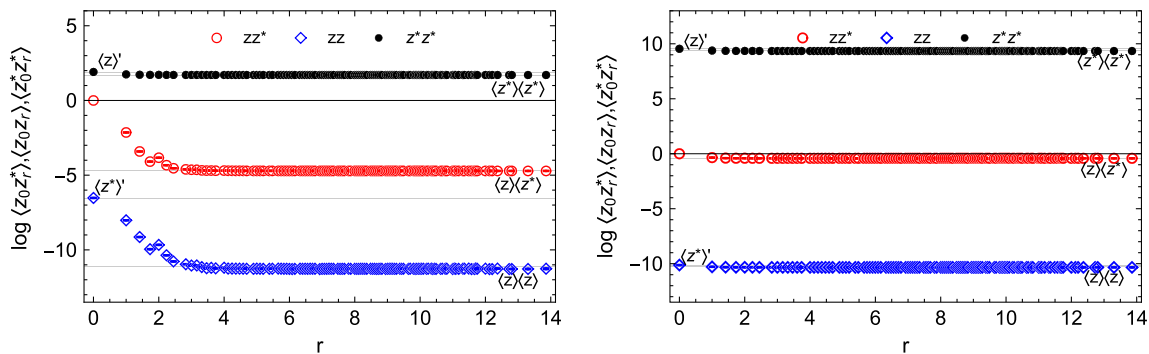 log ⟨z₀z*ᵣ⟩,⟨z₀zᵣ⟩,⟨z*₀z*ᵣ⟩
5
0
−5
−10
zz* zz z*z*
⟨z⟩'
⟨z*⟩⟨z*⟩
⟨z⟩⟨z*⟩
⟨z*⟩'
⟨z⟩⟨z⟩
0 2 4 6 8 10 12 14
r
log ⟨z₀z*ᵣ⟩,⟨z₀zᵣ⟩,⟨z*₀z*ᵣ⟩
10
5
0
−5
−10
zz* zz z*z*
⟨z⟩'
⟨z*⟩⟨z*⟩
⟨z⟩⟨z*⟩
⟨z*⟩'
⟨z⟩⟨z⟩
0 2 4 6 8 10 12 14
r